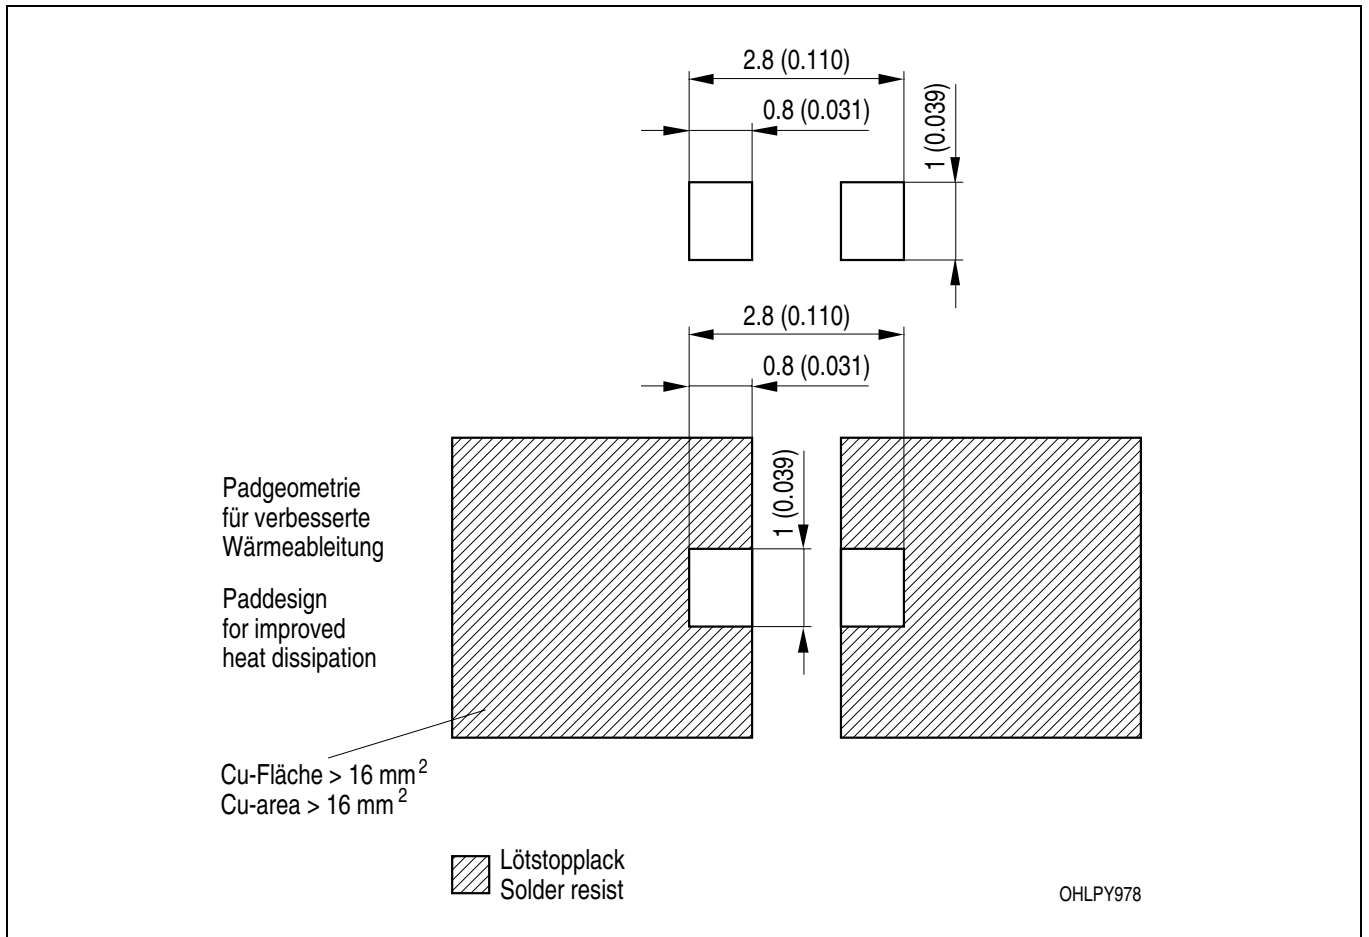 2.8 (0.110)
0.8 (0.031)
1 (0.039)
2.8 (0.110)
0.8 (0.031)
1 (0.039)
Padgeometrie
für verbesserte
Wärmeableitung
Paddesign
for improved
heat dissipation
Cu-Fläche > 16 mm²
Cu-area > 16 mm²
Lötstopplack
Solder resist
OHLPY978